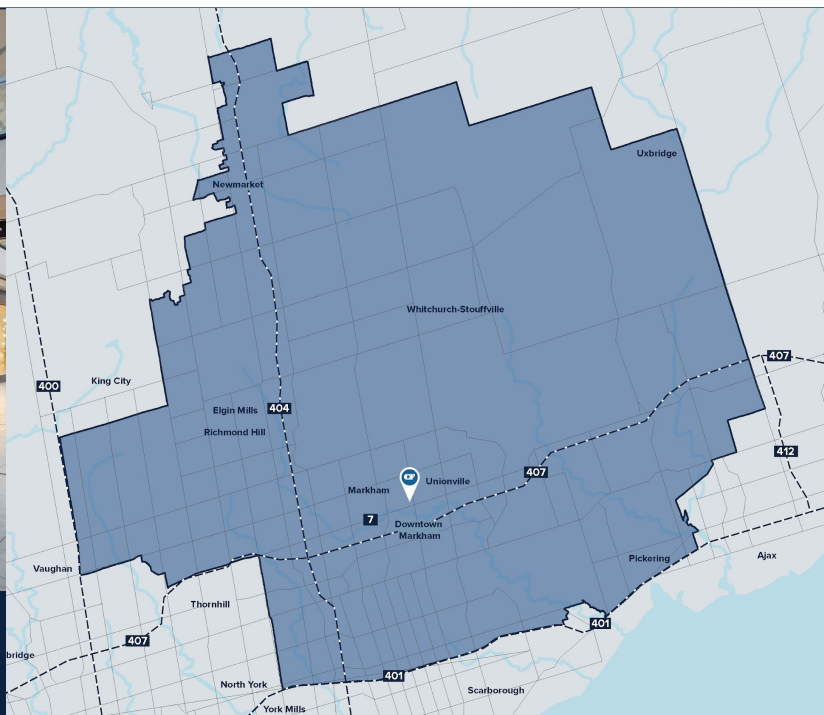 Uxbridge
Newmarket
Whitchurch-Stouffville
407
400
King City
Elgin Mills
404
Richmond Hill
412
407
Unionville
Markham
CF
7
Downtown
Markham
Ajax
Pickering
Vaughan
Thornhill
401
407
bridge
401
North York
Scarborough
York Mills